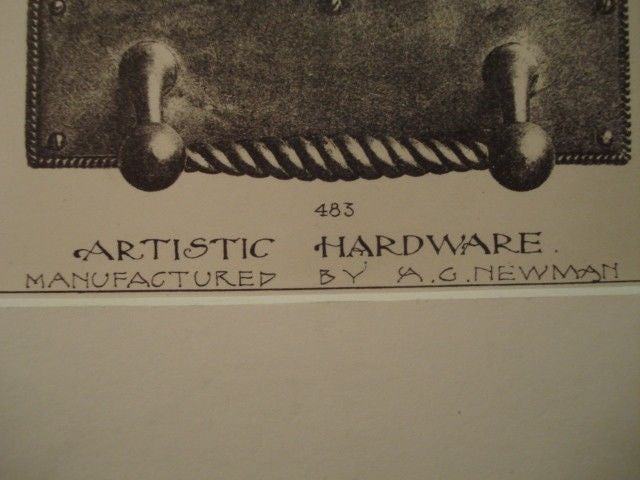 483
ARTISTIC HARDWARE.
MANUFACTURED BY A.G. NEWMAN